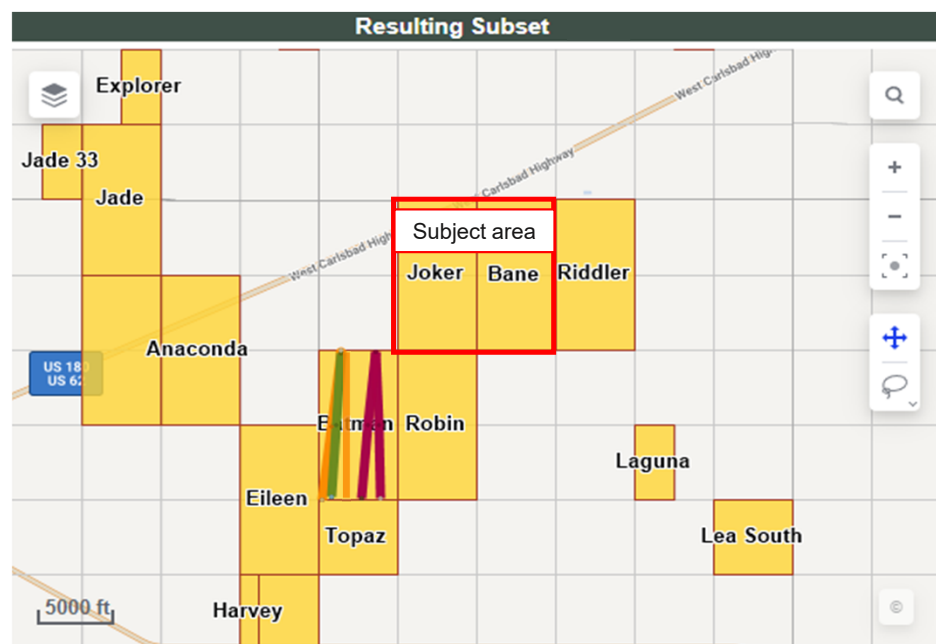 Resulting Subset
Explorer
West Carlsbad High
Jade 33
West Carlsbad Highway
Jade
Subject area
West Carlsbad High
Joker
Bane
Riddler
Anaconda
US 180
US 62
Batman
Robin
Laguna
Eileen
Topaz
Lea South
5000 ft
Harvey
©